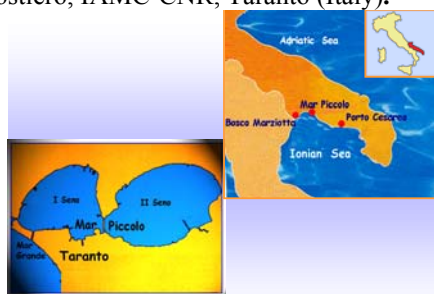 ostiero, IAMC-CNR, Taranto (Italy).
Adriatic Sea
Mar Piccolo
Bosco Marziotta
Porto Cesareo
Ionian Sea
I Seno
II Seno
Mar Piccolo
Mar
Grande
Taranto